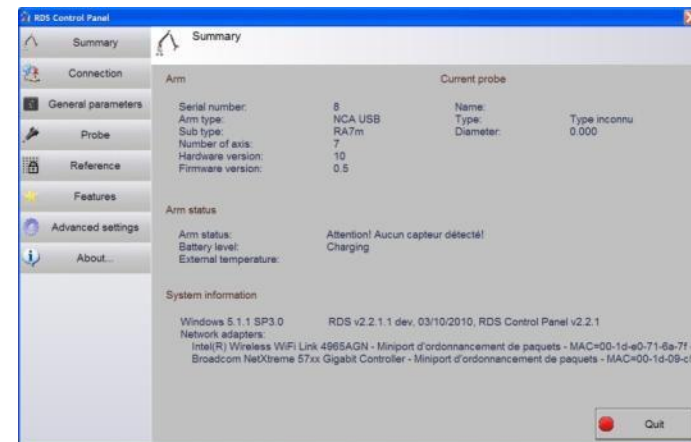 RDS Control Panel
Summary
Connection
General parameters
Probe
Reference
Features
Advanced settings
About...
Summary
Arm
Current probe
Serial number: 8 Name:
Arm type: NCA USB Type: Type inconnu
Sub type: RA7m Diameter: 0.000
Number of axis: 7
Hardware version: 10
Firmware version: 0.5
Arm status
Arm status: Attention! Aucun capteur détecté!
Battery level: Charging
External temperature:
System information
Windows 5.1.1 SP3.0 RDS v2.2.1.1 dev, 03/10/2010, RDS Control Panel v2.2.1
Network adapters:
Intel(R) Wireless WiFi Link 4965AGN - Miniport d'ordonnancement de paquets - MAC=00-1d-e0-71-6a-7f
Broadcom NetXtreme 57xx Gigabit Controller - Miniport d'ordonnancement de paquets - MAC=00-1d-09-c
Quit